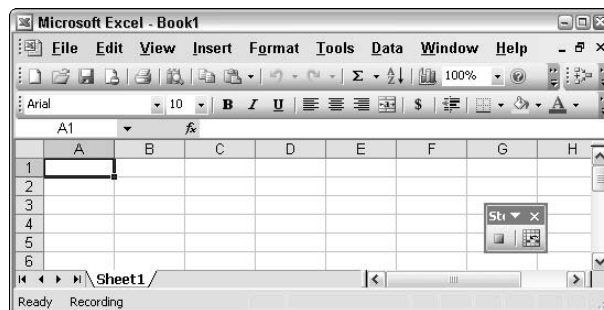 Microsoft Excel - Book1
File Edit View Insert Format Tools Data Window Help
Σ 100%
Arial 10 B I U $ A
A1 fx
A B C D E F G H
1
2
3
Sto
4
5
6
Sheet1
Ready Recording